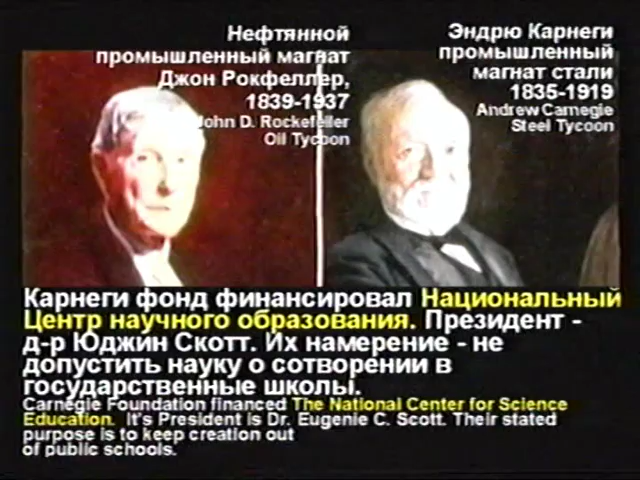 Нефтянной
промышленный магнат
Джон Рокфеллер,
1839-1937
John D. Rockefeller
Oil Tycoon
Эндрю Карнеги
промышленный
магнат стали
1835-1919
Andrew Carnegie
Steel Tycoon
Карнеги фонд финансировал Национальный
Центр научного образования. Президент -
д-р Юджин Скотт. Их намерение - не
допустить науку о сотворении в
государственные школы.
Carnegie Foundation financed The National Center for Science
Education. It's President is Dr. Eugenie C. Scott. Their stated
purpose is to keep creation out
of public schools.